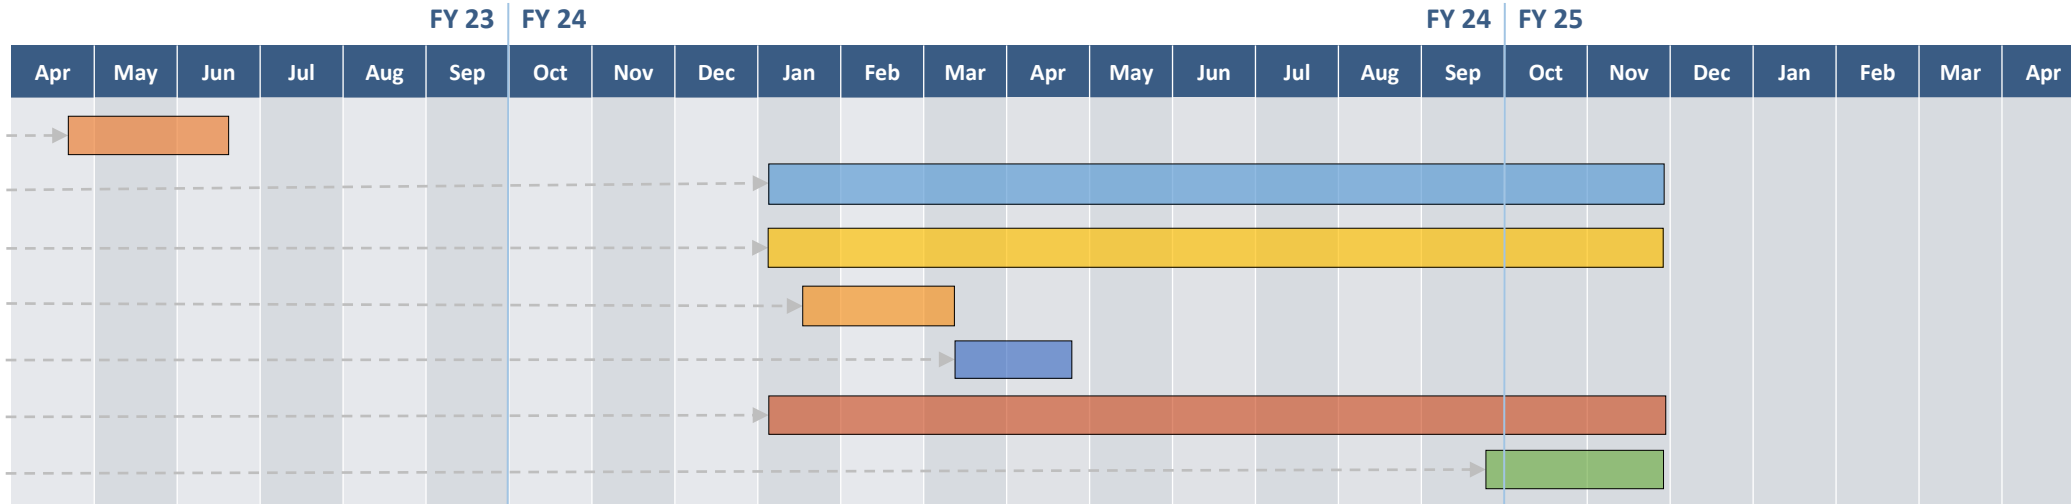 FY 23 FY 24 FY 24 FY 25
Apr May Jun Jul Aug Sep Oct Nov Dec Jan Feb Mar Apr May Jun Jul Aug Sep Oct Nov Dec Jan Feb Mar Apr